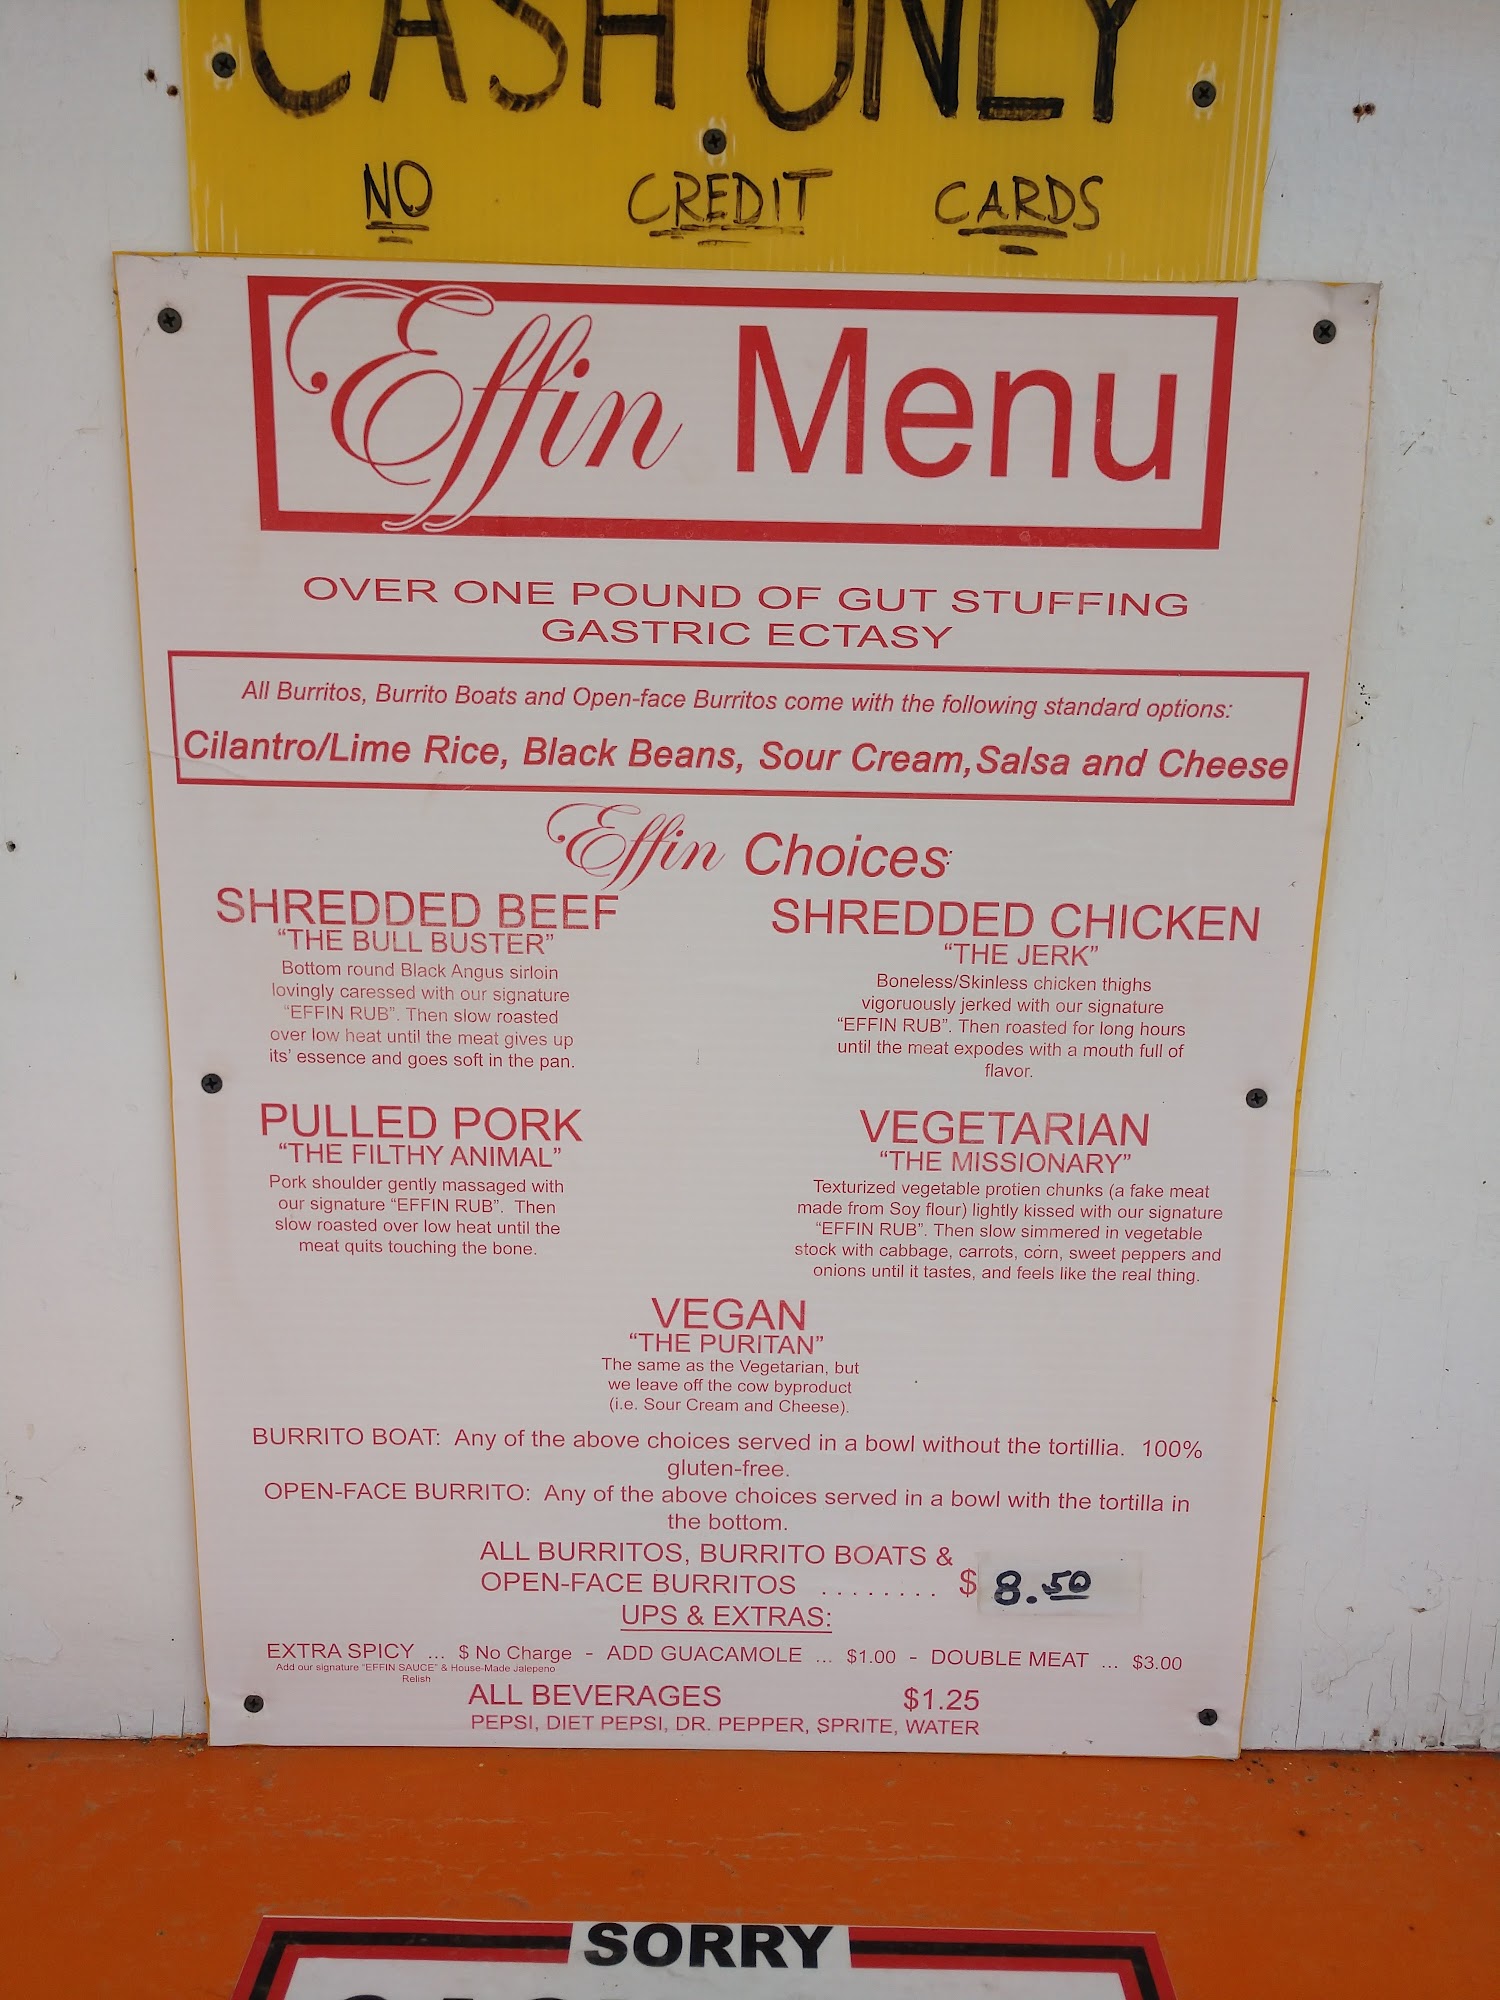 CASH ONLY
NO CREDIT CARDS
Effin Menu
OVER ONE POUND OF GUT STUFFING
GASTRIC ECTASY
All Burritos, Burrito Boats and Open-face Burritos come with the following standard options:
Cilantro/Lime Rice, Black Beans, Sour Cream, Salsa and Cheese
Effin Choices:
SHREDDED BEEF
"THE BULL BUSTER"
Bottom round Black Angus sirloin
lovingly caressed with our signature
"EFFIN RUB". Then slow roasted
over low heat until the meat gives up
its' essence and goes soft in the pan.
SHREDDED CHICKEN
"THE JERK"
Boneless/Skinless chicken thighs
vigoruously jerked with our signature
"EFFIN RUB". Then roasted for long hours
until the meat expodes with a mouth full of
flavor.
PULLED PORK
"THE FILTHY ANIMAL"
Pork shoulder gently massaged with
our signature "EFFIN RUB". Then
slow roasted over low heat until the
meat quits touching the bone.
VEGETARIAN
"THE MISSIONARY"
Texturized vegetable protien chunks (a fake meat
made from Soy flour) lightly kissed with our signature
"EFFIN RUB". Then slow simmered in vegetable
stock with cabbage, carrots, corn, sweet peppers and
onions until it tastes, and feels like the real thing.
VEGAN
"THE PURITAN"
The same as the Vegetarian, but
we leave off the cow byproduct
(i.e. Sour Cream and Cheese).
BURRITO BOAT: Any of the above choices served in a bowl without the tortillia. 100%
gluten-free.
OPEN-FACE BURRITO: Any of the above choices served in a bowl with the tortilla in
the bottom.
ALL BURRITOS, BURRITO BOATS &
OPEN-FACE BURRITOS ........ $ 8.50
UPS & EXTRAS:
EXTRA SPICY ... $ No Charge - ADD GUACAMOLE ... $1.00 - DOUBLE MEAT ... $3.00
Add our signature "EFFIN SAUCE" & House-Made Jalepeno
Relish
ALL BEVERAGES $1.25
PEPSI, DIET PEPSI, DR. PEPPER, SPRITE, WATER
SORRY